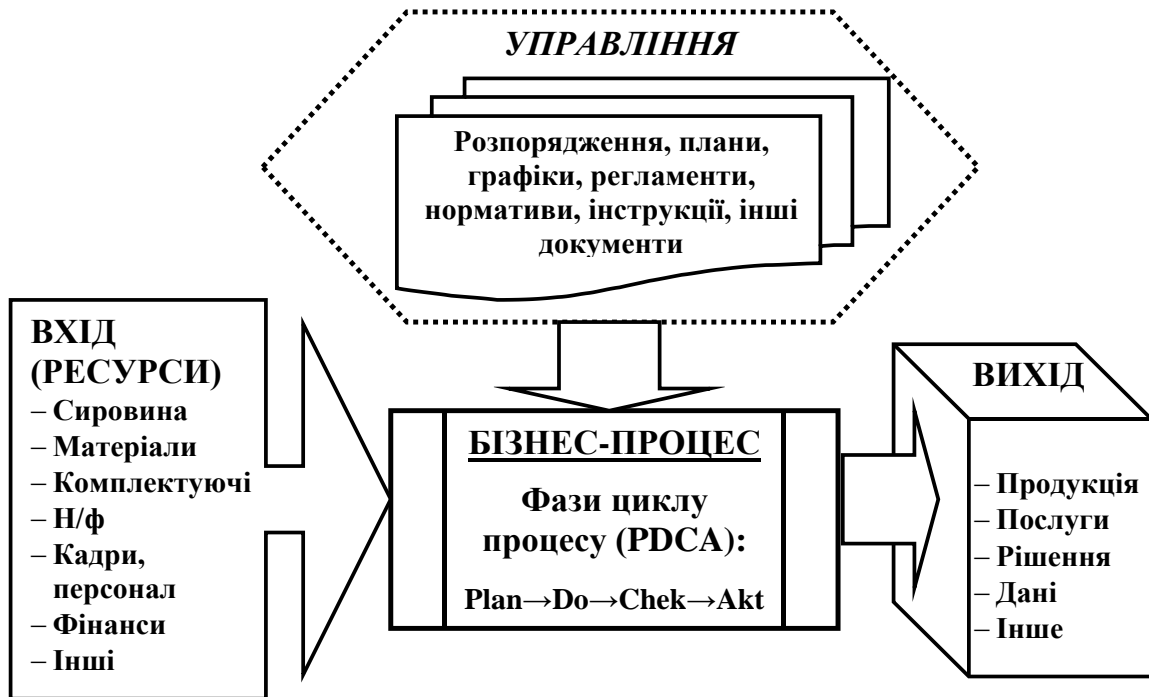 УПРАВЛІННЯ
Розпорядження, плани,
графіки, регламенти,
нормативи, інструкції, інші
документи
ВХІД
(РЕСУРСИ)
– Сировина
– Матеріали
– Комплектуючі
– Н/ф
– Кадри,
персонал
– Фінанси
– Інші
БІЗНЕС-ПРОЦЕС
Фази циклу
процесу (PDCA):
Plan→Do→Chek→Akt
ВИХІД
– Продукція
– Послуги
– Рішення
– Дані
– Інше